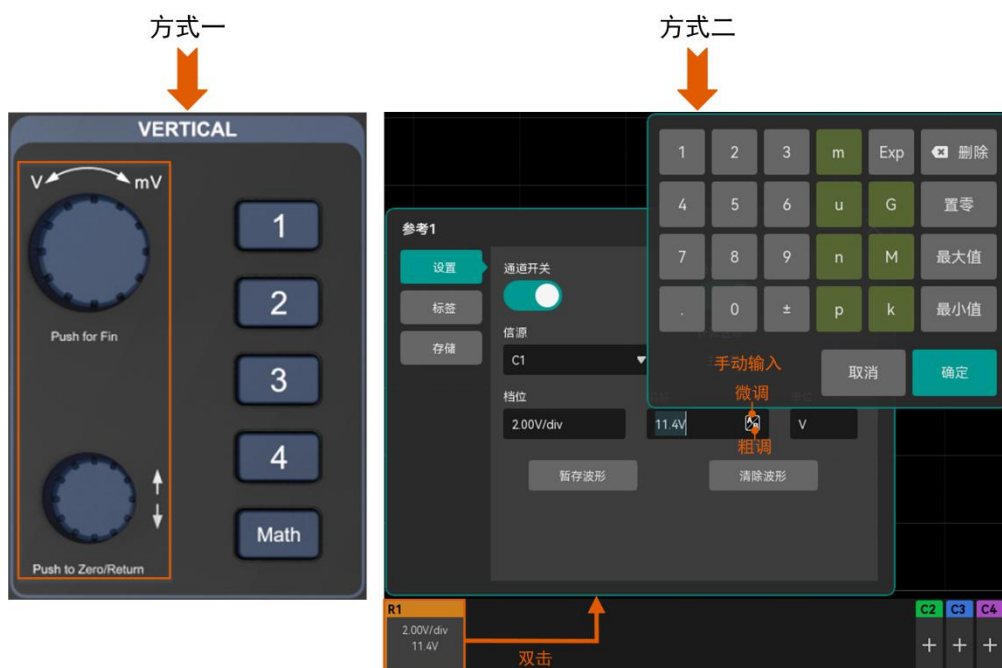 方式一
方式二
VERTICAL
V mV
Push for Fin
Push to Zero/Return
1
2
3
4
Math
1 2 3 m Exp 删除
4 5 6 u G 置零
7 8 9 n M 最大值
. 0 ± p k 最小值
取消 确定
参考1
设置
标签
存储
通道开关
信源
C1
手动输入
微调
档位
2.00V/div 11.4V V
粗调
暂存波形 清除波形
R1
2.00V/div
11.4V
双击
C2 C3 C4
+ + +